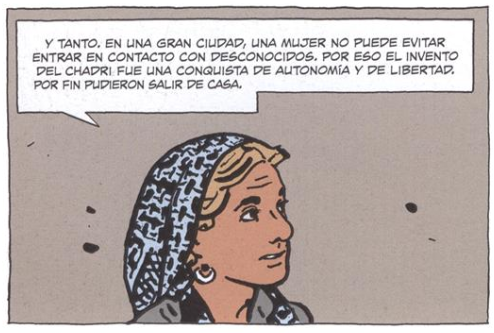 Y TANTO. EN UNA GRAN CIUDAD, UNA MUJER NO PUEDE EVITAR
ENTRAR EN CONTACTO CON DESCONOCIDOS. POR ESO EL INVENTO
DEL CHADRI FUE UNA CONQUISTA DE AUTONOMÍA Y DE LIBERTAD.
POR FIN PUDIERON SALIR DE CASA.